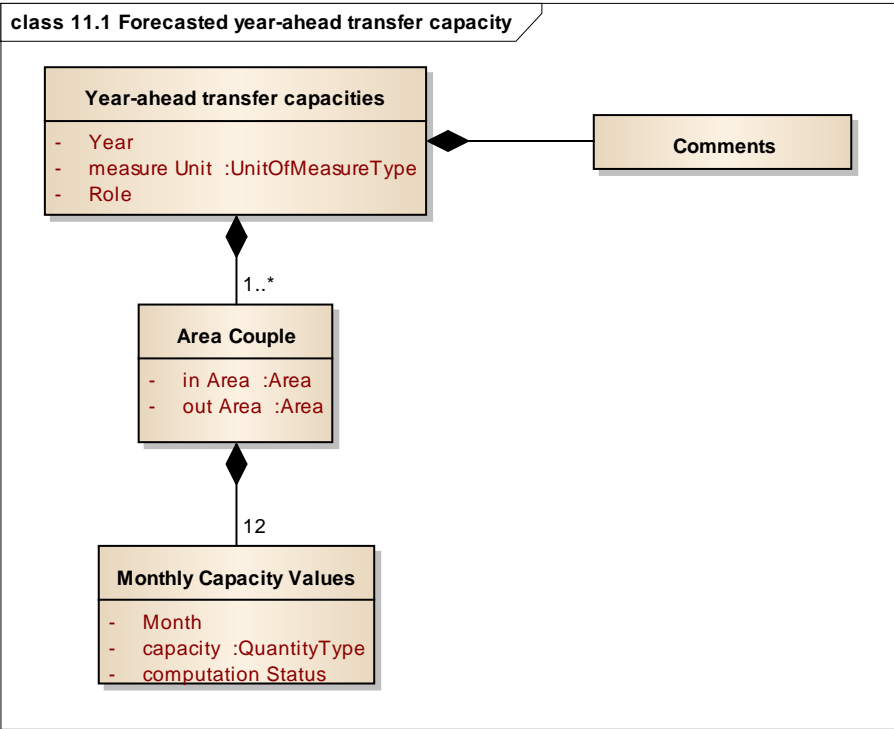 class 11.1 Forecasted year-ahead transfer capacity
Year-ahead transfer capacities
- Year
- measure Unit :UnitOfMeasureType
- Role
Comments
1..*
Area Couple
- in Area :Area
- out Area :Area
12
Monthly Capacity Values
- Month
- capacity :QuantityType
- computation Status